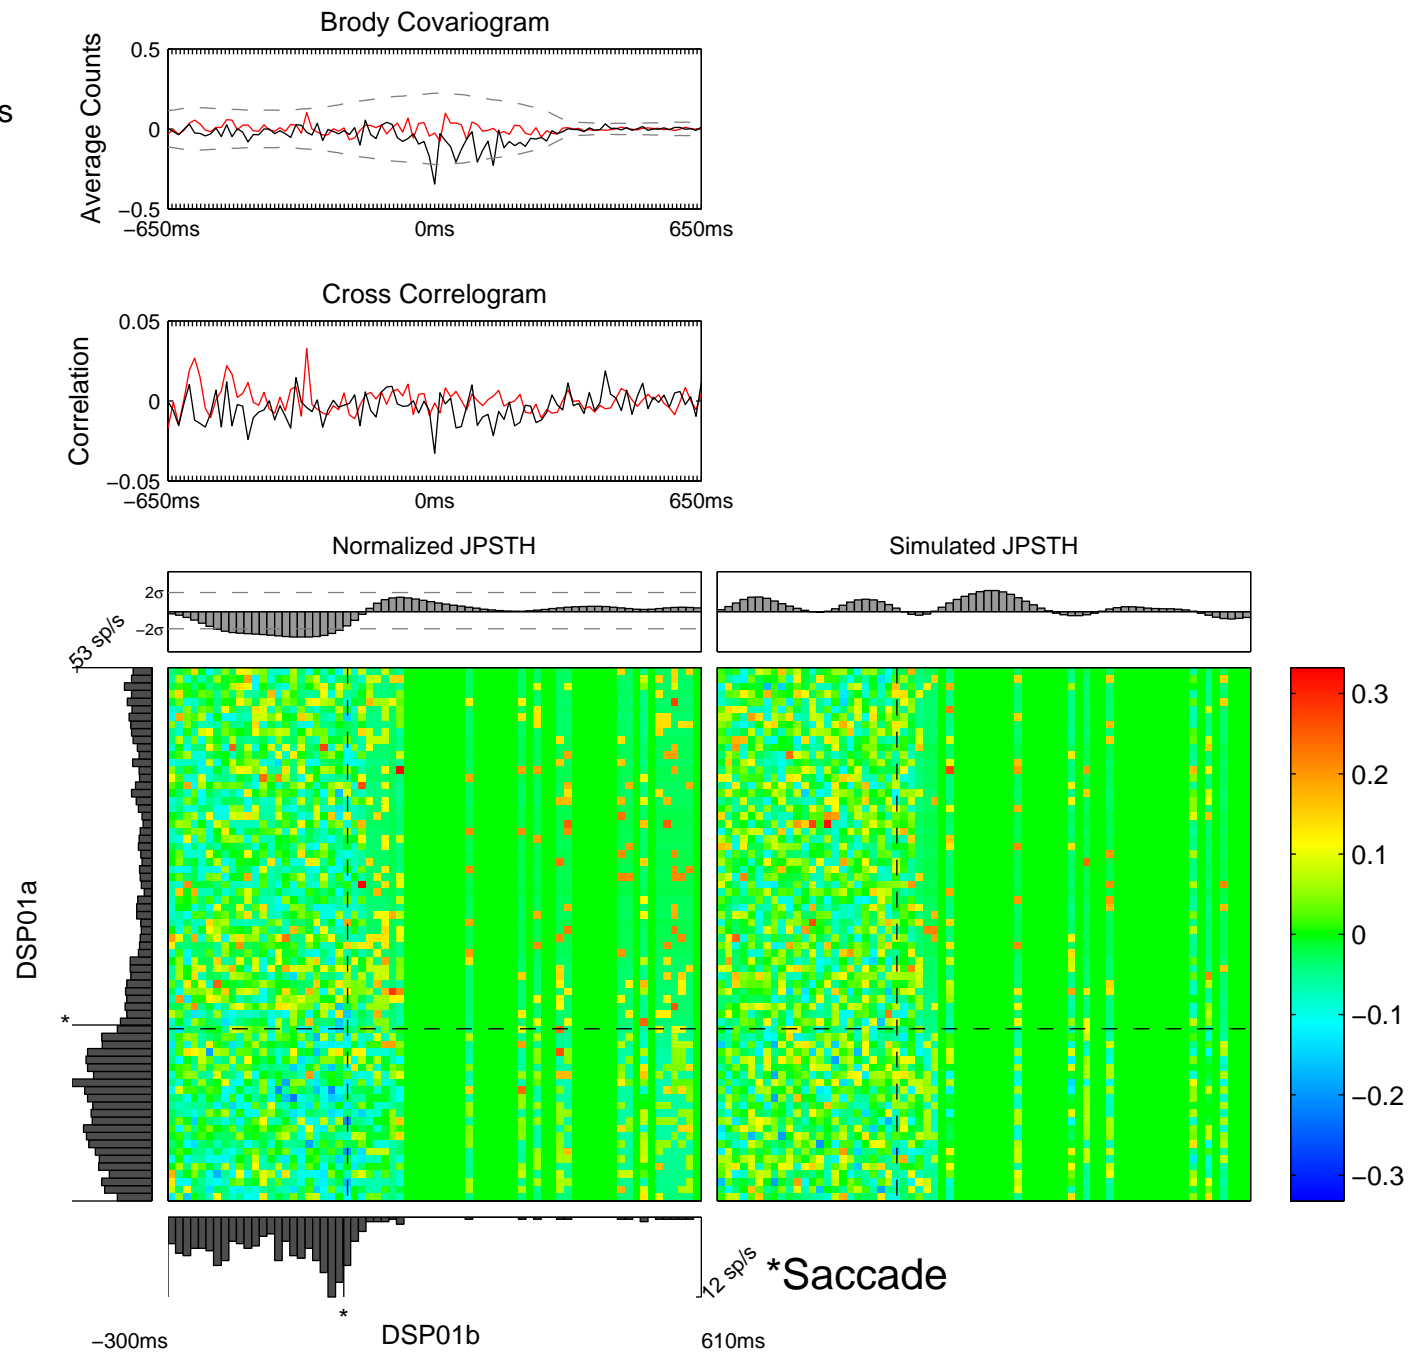 Brody Covariogram
s
Average Counts
0.5
0
−0.5
−650ms
0ms
650ms
Cross Correlogram
Correlation
0.05
0
−0.05
−650ms
0ms
650ms
Normalized JPSTH
Simulated JPSTH
2σ
−2σ
53 sp/s
DSP01a
*
0.3
0.2
0.1
0
−0.1
−0.2
−0.3
12 sp/s
*Saccade
*
−300ms
DSP01b
610ms